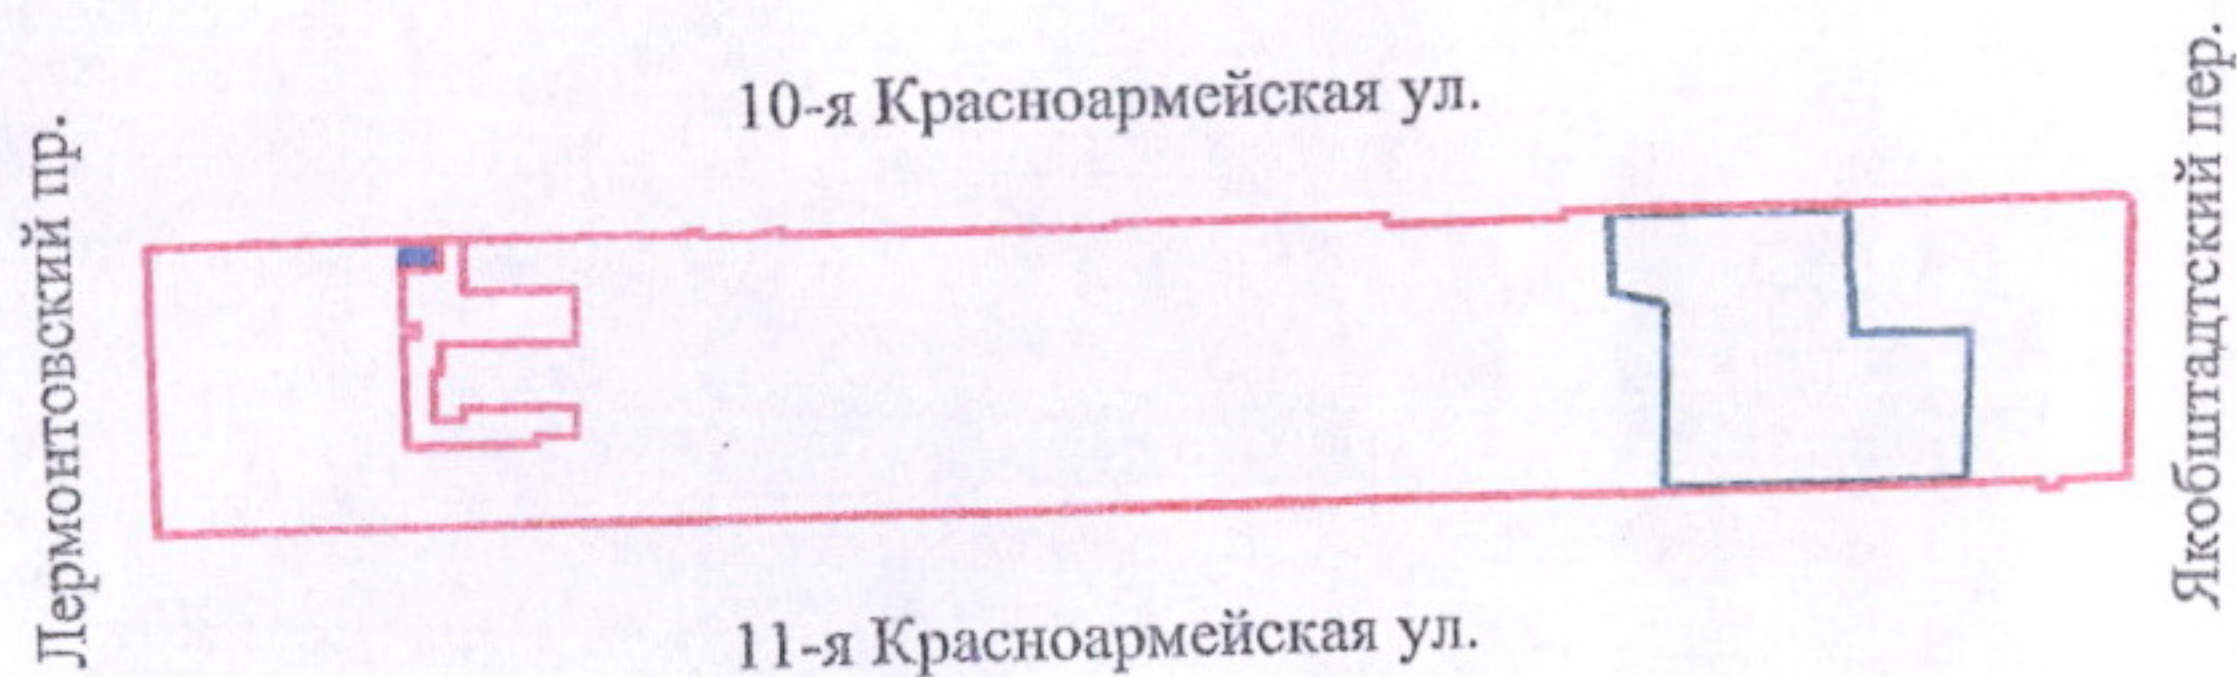 10-я Красноармейская ул.
Лермонтовский пр.
Якобштадтский пер.
11-я Красноармейская ул.